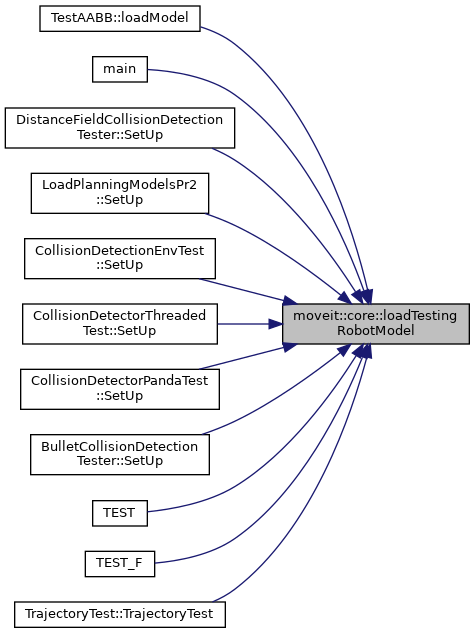 TestAABB::loadModel
main
DistanceFieldCollisionDetection
Tester::SetUp
LoadPlanningModelsPr2
::SetUp
CollisionDetectionEnvTest
::SetUp
moveit::core::loadTesting
RobotModel
CollisionDetectorThreaded
Test::SetUp
CollisionDetectorPandaTest
::SetUp
BulletCollisionDetection
Tester::SetUp
TEST
TEST_F
TrajectoryTest::TrajectoryTest